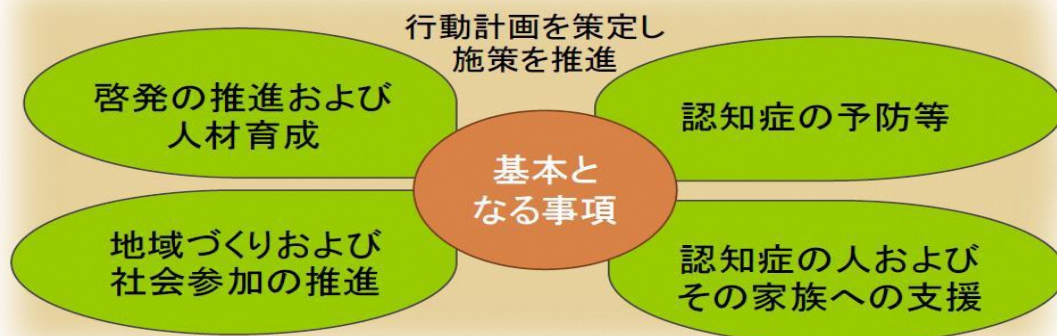 行動計画を策定し
施策を推進
啓発の推進および
人材育成
認知症の予防等
基本と
なる事項
地域づくりおよび
社会参加の推進
認知症の人および
その家族への支援